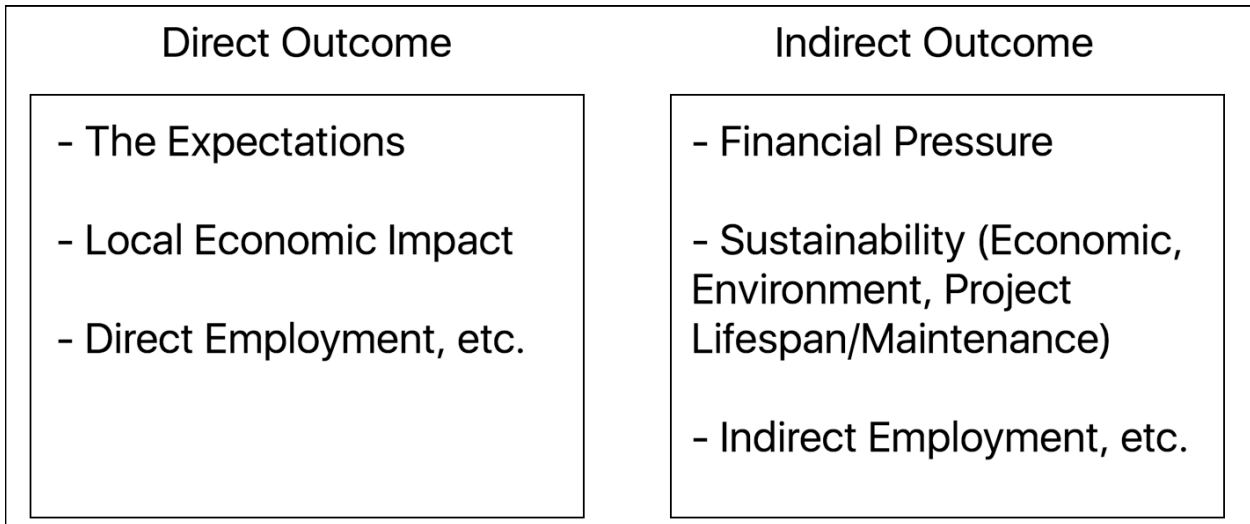 Direct Outcome
- The Expectations
- Local Economic Impact
- Direct Employment, etc.
Indirect Outcome
- Financial Pressure
- Sustainability (Economic,
Environment, Project
Lifespan/Maintenance)
- Indirect Employment, etc.